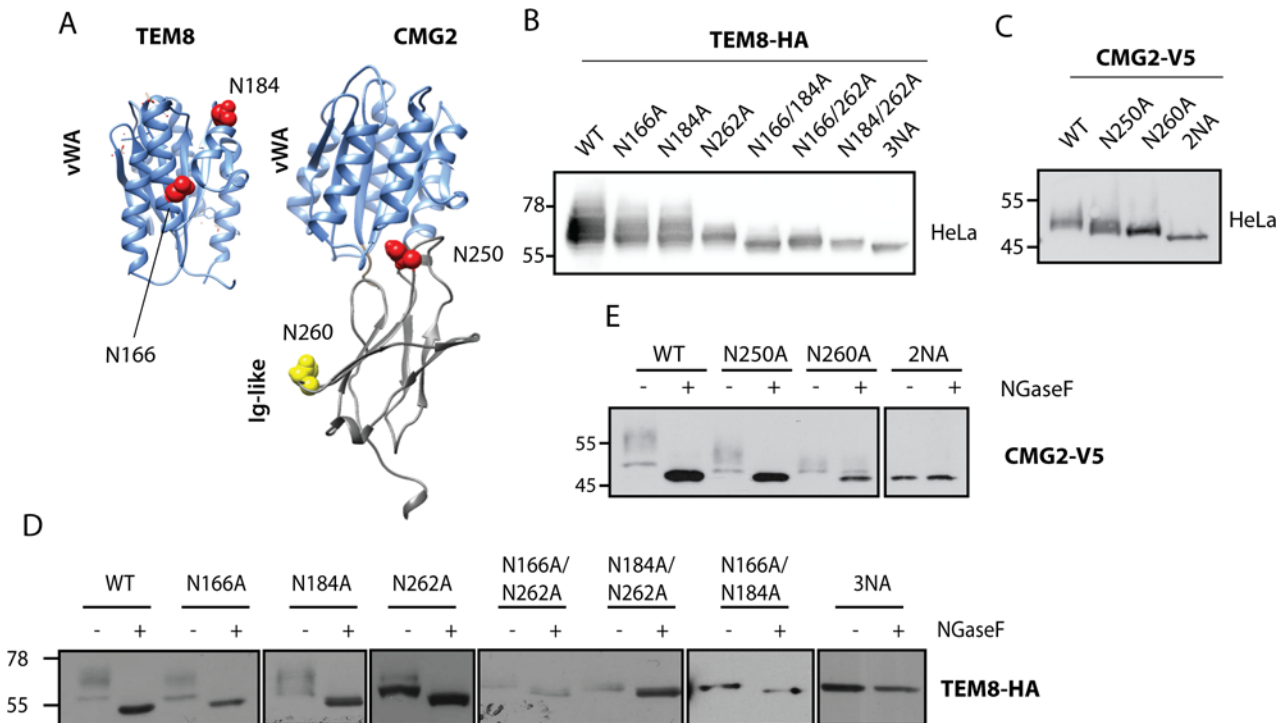 A
TEM8
CMG2
vWA
N184
N166
vWA
N250
N260
Ig-like
B
TEM8-HA
WT N166A N184A N262A N166/184A N166/262A N184/262A 3NA
78
55
HeLa
C
CMG2-V5
WT N250A N260A 2NA
55
45
HeLa
E
WT N250A N260A 2NA
- + - + - + - + NGaseF
55
45
CMG2-V5
D
WT N166A N184A N262A N166A/ N262A N184A/ N262A N166A/ N184A 3NA
- + - + - + - + - + - + - + - + NGaseF
78
55
TEM8-HA